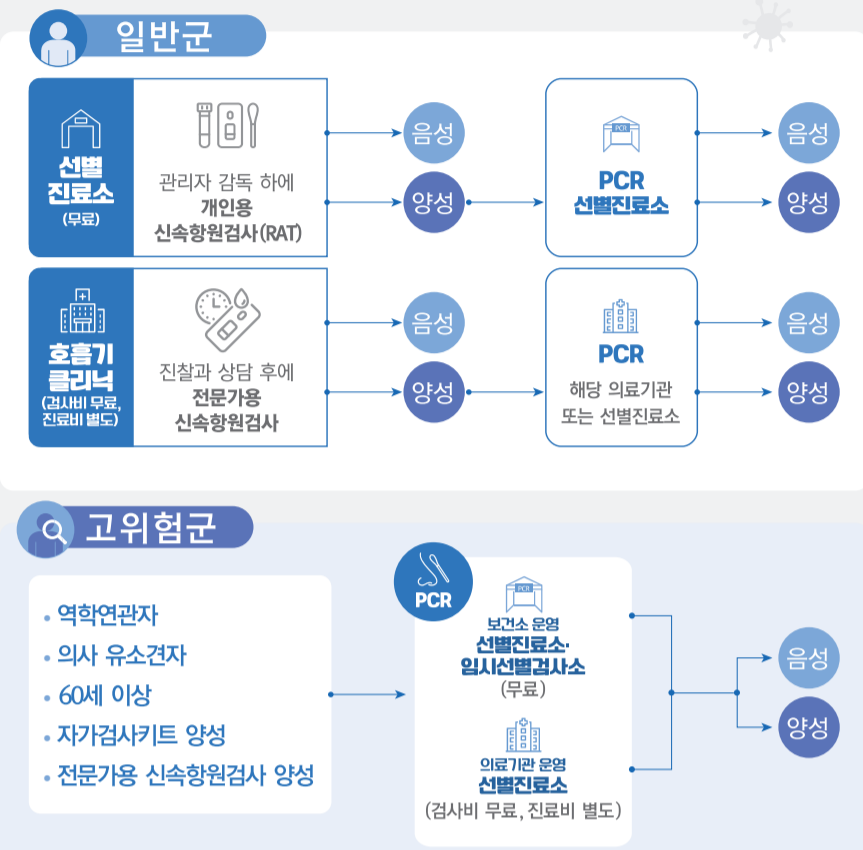 일반군
선별
진료소
(무료)
관리자 감독 하에
개인용
신속항원검사(RAT)
음성
양성
PCR
PCR
선별진료소
음성
양성
호흡기
클리닉
(검사비 무료,
진료비 별도)
진찰과 상담 후에
전문가용
신속항원검사
음성
양성
PCR
해당 의료기관
또는 선별진료소
음성
양성
고위험군
• 역학연관자
• 의사 유소견자
• 60세 이상
• 자가검사키트 양성
• 전문가용 신속항원검사 양성
PCR
PCR
보건소 운영
선별진료소·
임시선별검사소
(무료)
의료기관 운영
선별진료소
(검사비 무료, 진료비 별도)
음성
양성